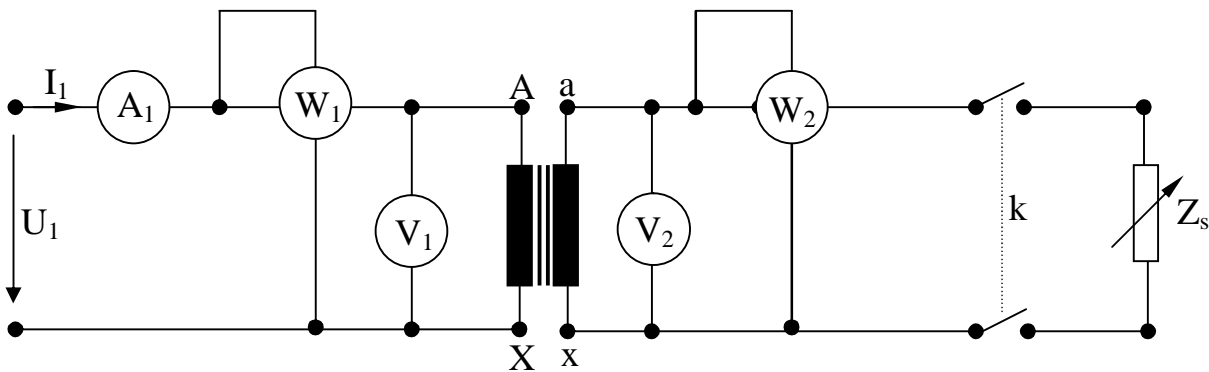 I₁
A₁
W₁
A
a
W₂
U₁
V₁
V₂
k
Zₛ
X
x